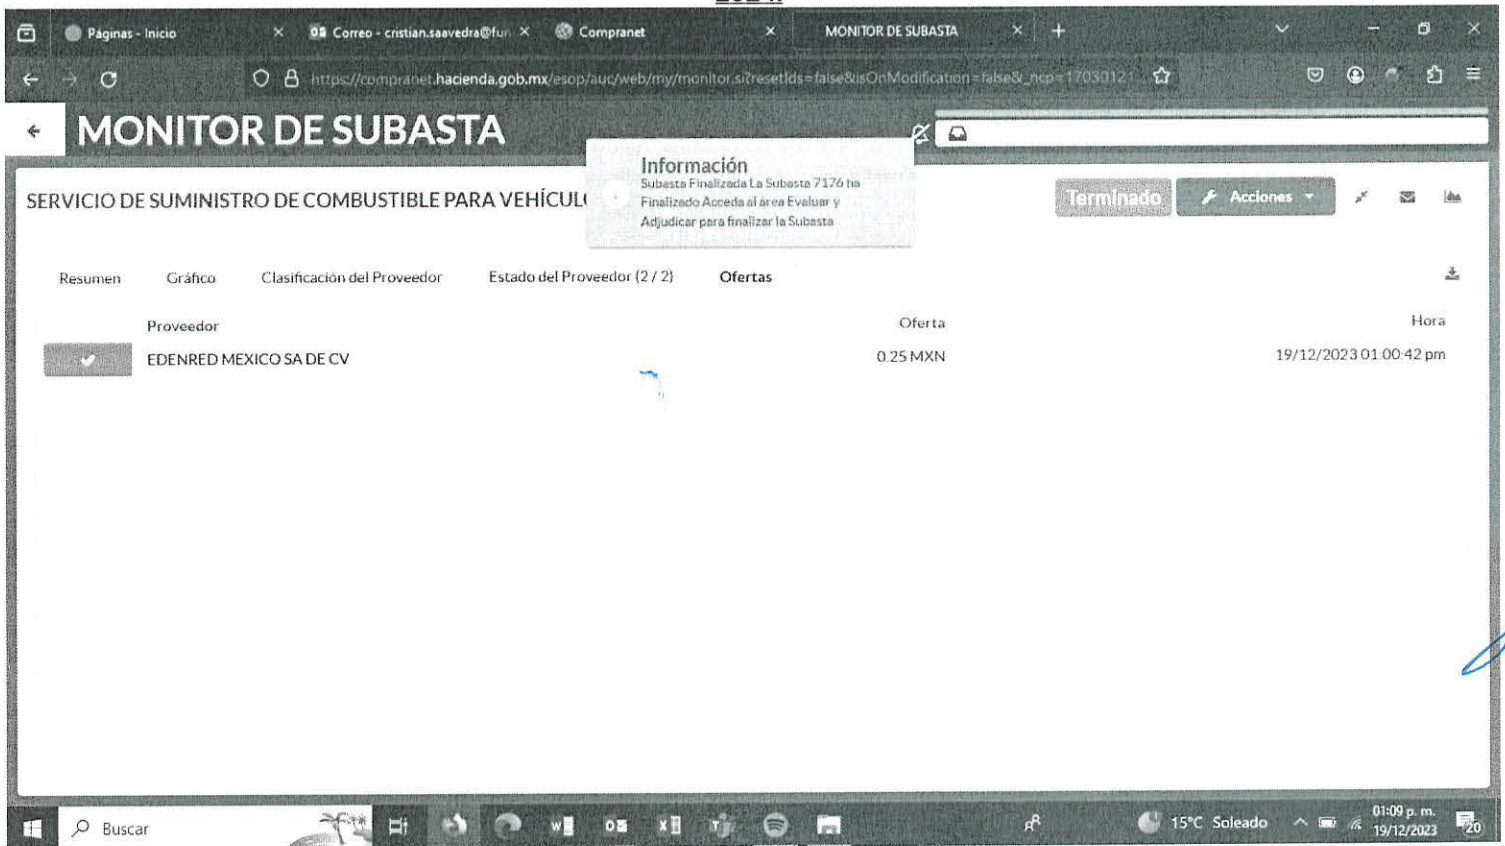 Páginas - Inicio × Correo - cristian.saavedra@fun × Compranet × MONITOR DE SUBASTA × +
https://compranet.hacienda.gob.mx/esop/auc/web/my/monitor.si?resetIds=false&isOnModification=false&_ncp=17030121
MONITOR DE SUBASTA
Información
Subasta Finalizada La Subasta 7176 ha
Finalizado Acceda al área Evaluar y
Adjudicar para finalizar la Subasta
SERVICIO DE SUMINISTRO DE COMBUSTIBLE PARA VEHÍCUL
Terminado Acciones
Resumen Gráfico Clasificación del Proveedor Estado del Proveedor (2 / 2) Ofertas
Proveedor Oferta Hora
EDENRED MEXICO SA DE CV 0.25 MXN 19/12/2023 01:00:42 pm
Buscar 15°C Soleado 01:09 p. m.
19/12/2023 20